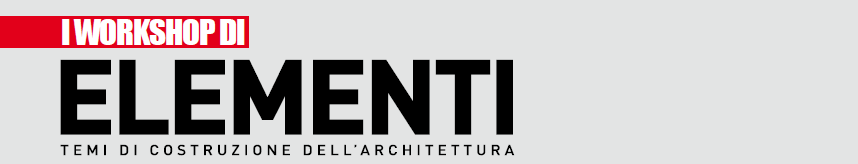 I WORKSHOP DI
ELEMENTI
TEMI DI COSTRUZIONE DELL'ARCHITETTURA